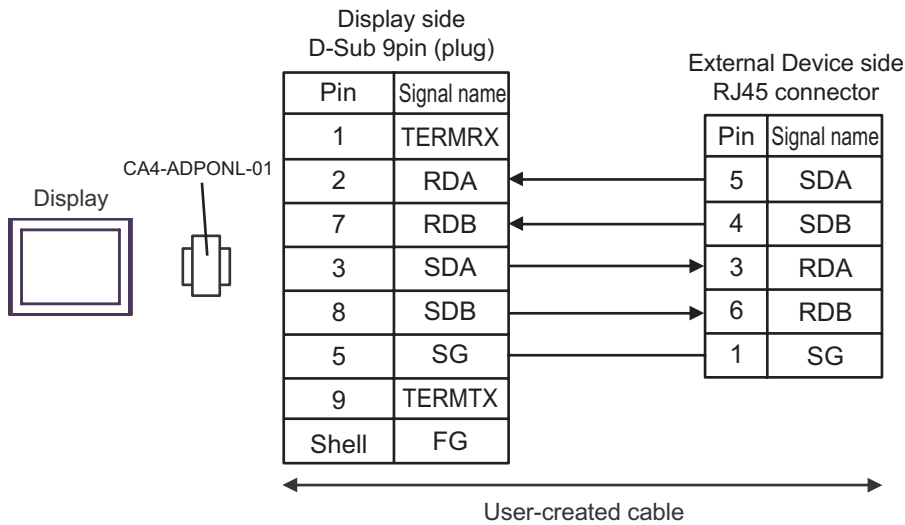 Display side
D-Sub 9pin (plug)
External Device side
RJ45 connector
CA4-ADPONL-01
Display
Pin Signal name
1 TERMRX
2 RDA
7 RDB
3 SDA
8 SDB
5 SG
9 TERMTX
Shell FG
Pin Signal name
5 SDA
4 SDB
3 RDA
6 RDB
1 SG
User-created cable